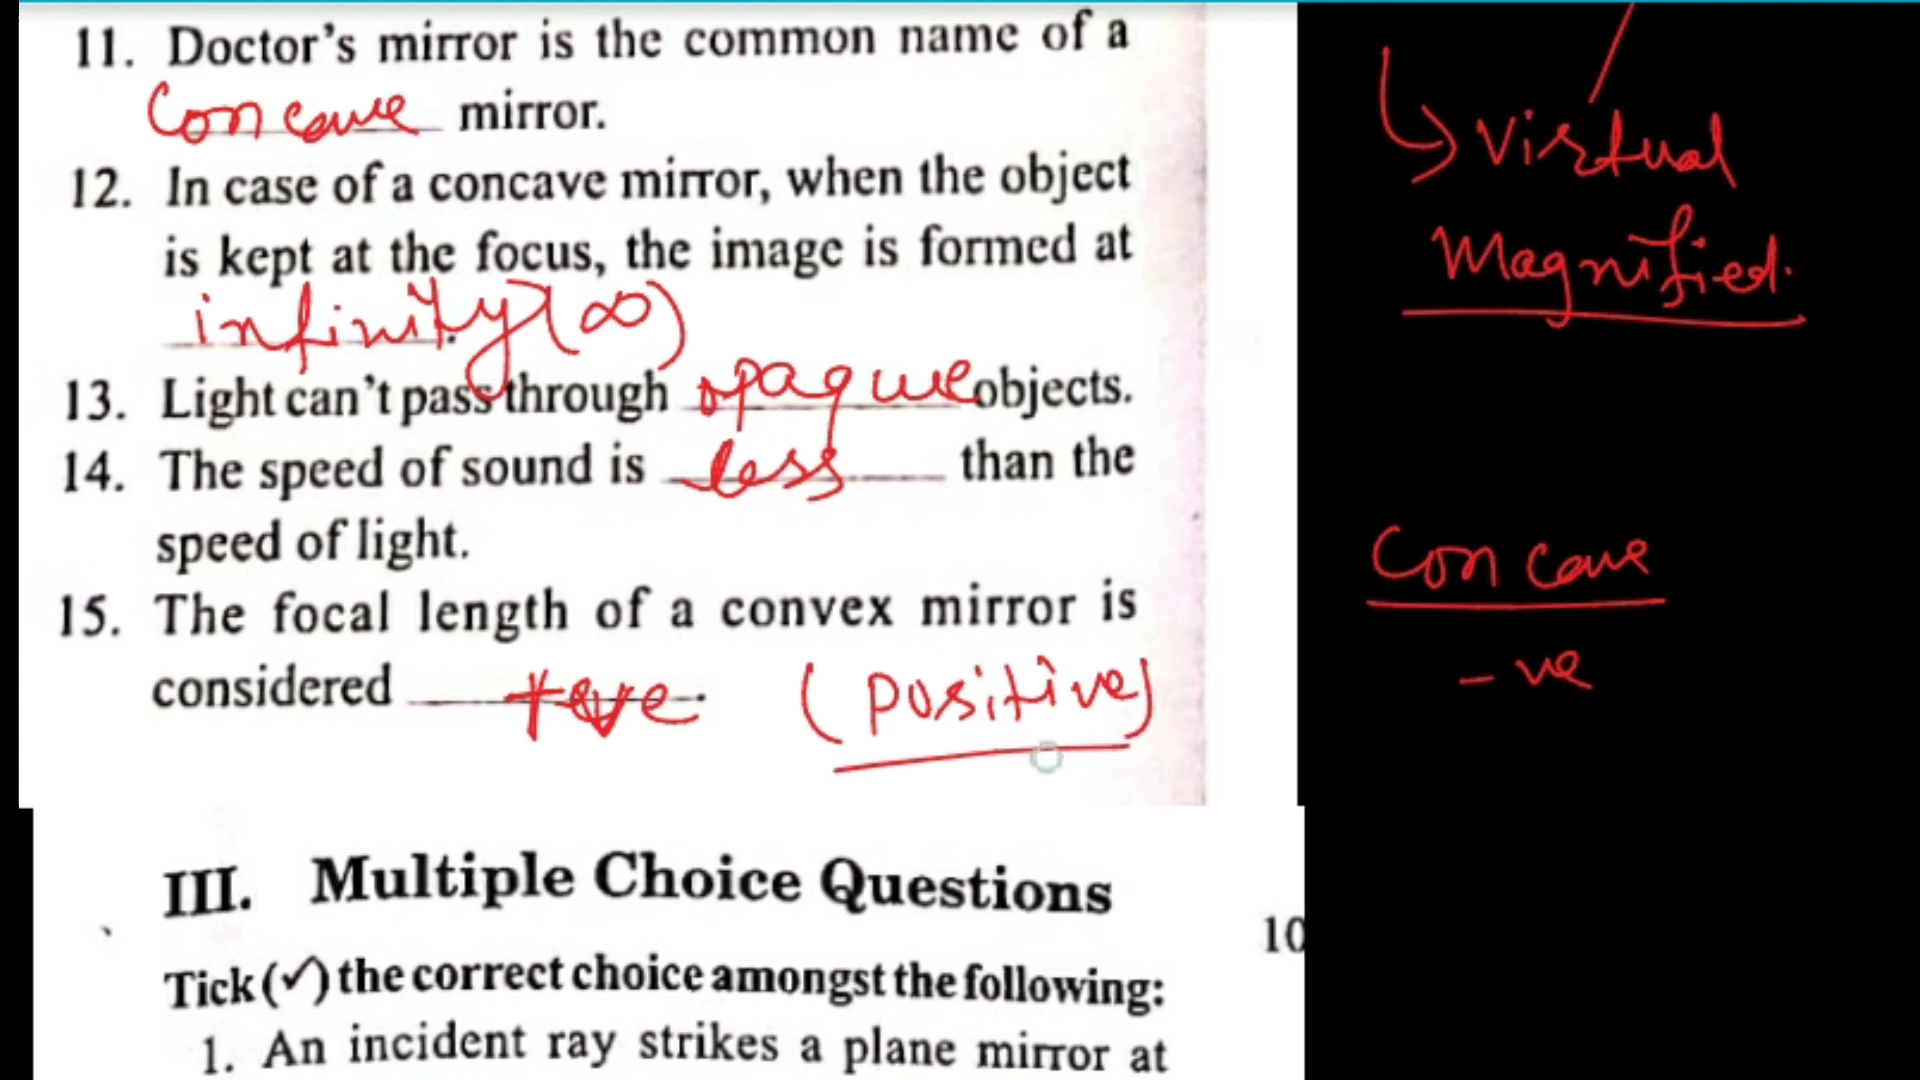 11. Doctor's mirror is the common name of a
Concave mirror.
12. In case of a concave mirror, when the object
is kept at the focus, the image is formed at
infinity (∞).
13. Light can't pass through opaque objects.
14. The speed of sound is less than the
speed of light.
15. The focal length of a convex mirror is
considered +ve. (positive)
III. Multiple Choice Questions
10
Tick (✓) the correct choice amongst the following:
1. An incident ray strikes a plane mirror at
↳ Virtual
Magnified.
Concave
-ve